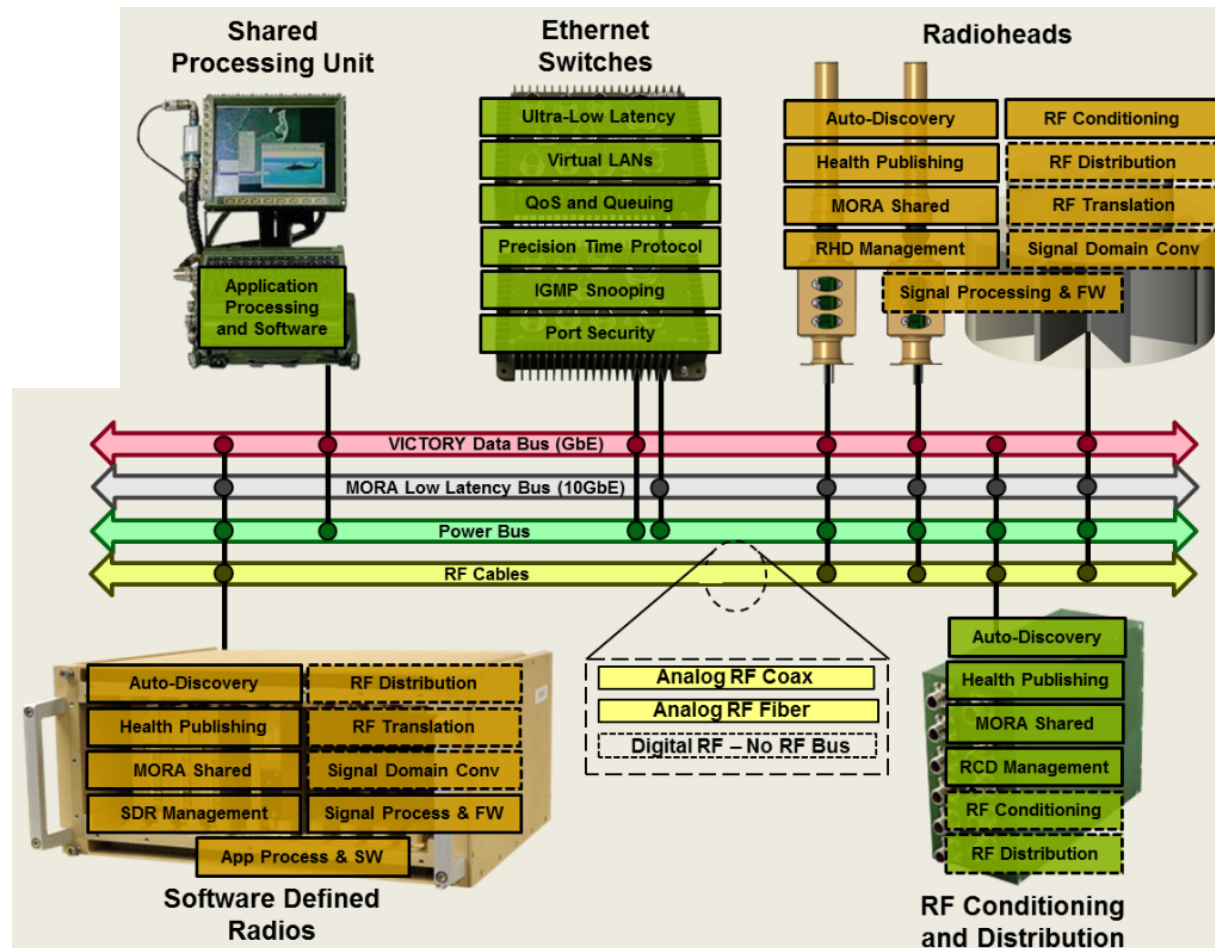 Shared
Processing Unit
Ethernet
Switches
Radioheads
Application
Processing
and Software
Ultra-Low Latency
Virtual LANs
QoS and Queuing
Precision Time Protocol
IGMP Snooping
Port Security
Auto-Discovery
RF Conditioning
Health Publishing
RF Distribution
MORA Shared
RF Translation
RHD Management
Signal Domain Conv
Signal Processing & FW
VICTORY Data Bus (GbE)
MORA Low Latency Bus (10GbE)
Power Bus
RF Cables
Auto-Discovery
RF Distribution
Health Publishing
RF Translation
MORA Shared
Signal Domain Conv
SDR Management
Signal Process & FW
App Process & SW
Software Defined
Radios
Analog RF Coax
Analog RF Fiber
Digital RF – No RF Bus
Auto-Discovery
Health Publishing
MORA Shared
RCD Management
RF Conditioning
RF Distribution
RF Conditioning
and Distribution